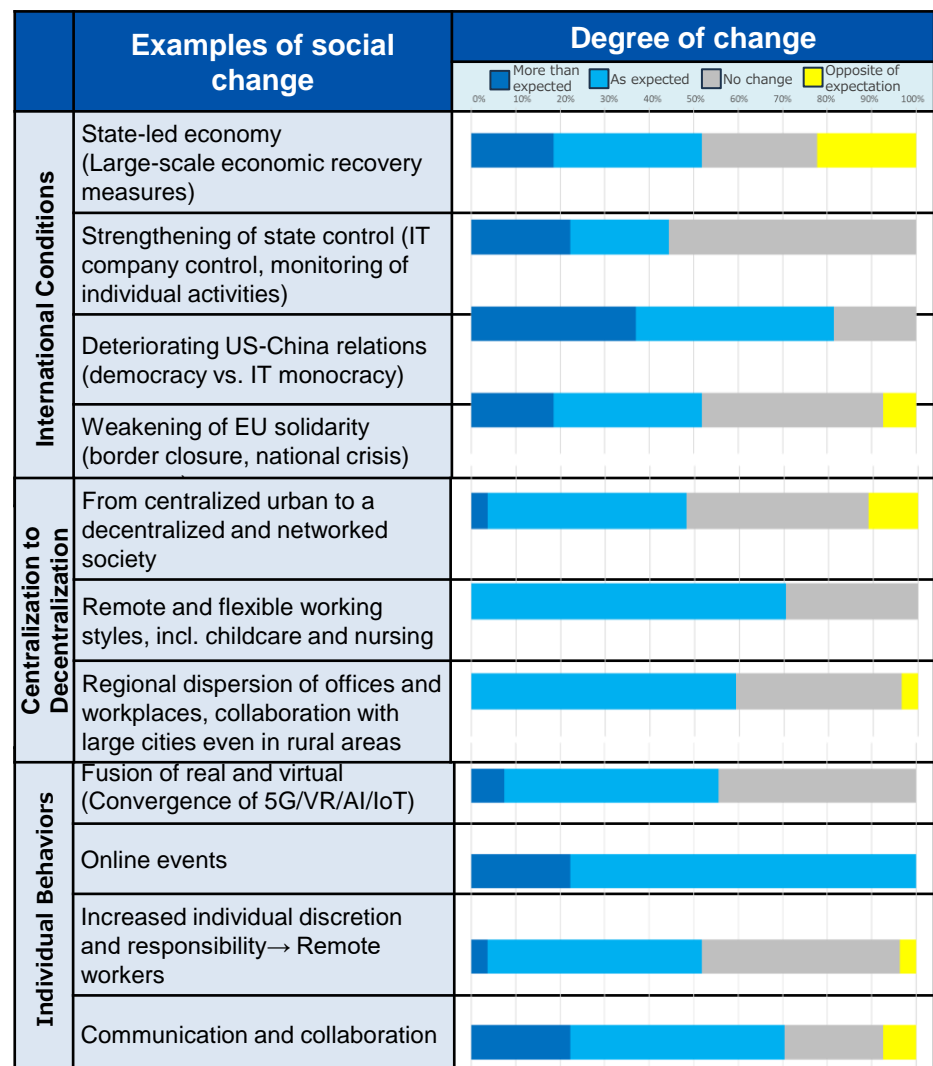 Examples of social
change
Degree of change
More than
expected
As expected
No change
Opposite of
expectation
0% 10% 20% 30% 40% 50% 60% 70% 80% 90% 100%
International Conditions
State-led economy
(Large-scale economic recovery
measures)
Strengthening of state control (IT
company control, monitoring of
individual activities)
Deteriorating US-China relations
(democracy vs. IT monocracy)
Weakening of EU solidarity
(border closure, national crisis)
Centralization to
Decentralization
From centralized urban to a
decentralized and networked
society
Remote and flexible working
styles, incl. childcare and nursing
Regional dispersion of offices and
workplaces, collaboration with
large cities even in rural areas
Individual Behaviors
Fusion of real and virtual
(Convergence of 5G/VR/AI/IoT)
Online events
Increased individual discretion
and responsibility→ Remote
workers
Communication and collaboration